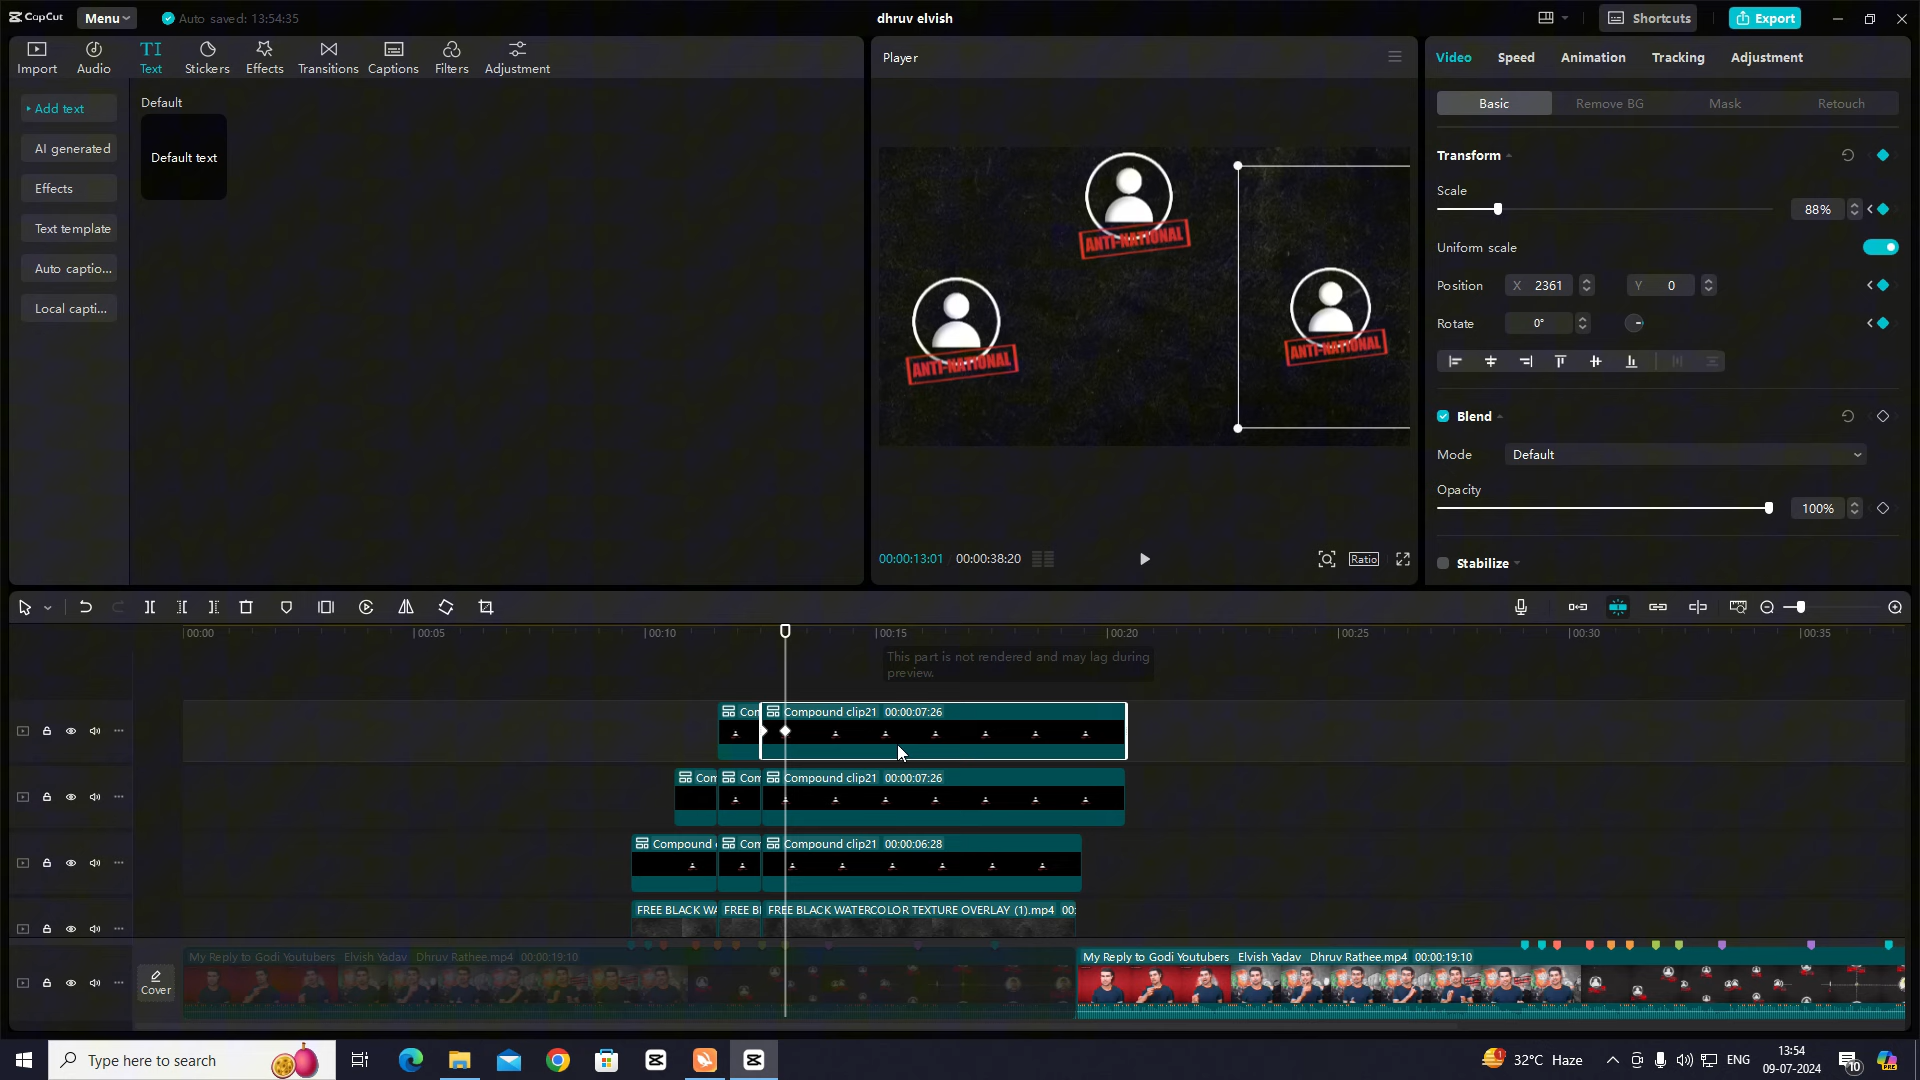 CapCut
Menu
Auto saved: 13:54:35
dhruv elvish
Shortcuts
Export
Import
Audio
TI
Text
Stickers
Effects
Transitions
Captions
Filters
Adjustment
Add text
AI generated
Effects
Text template
Auto captio...
Local capti...
Default
Default text
Player
ANTI-NATIONAL
ANTI-NATIONAL
ANTI-NATIONAL
00:00:13:01
00:00:38:20
Ratio
Video
Speed
Animation
Tracking
Adjustment
Basic
Remove BG
Mask
Retouch
Transform
Scale
88%
Uniform scale
Position
X 2361
Y 0
Rotate
0°
Blend
Mode
Default
Opacity
100%
Stabilize
00:00
00:05
00:10
00:15
00:20
00:25
00:30
00:35
This part is not rendered and may lag during
preview.
Com
Compound clip21 00:00:07:26
Com
Com
Compound clip21 00:00:07:26
Compound c
Com
Compound clip21 00:00:06:28
FREE BLACK WA
FREE B
FREE BLACK WATERCOLOR TEXTURE OVERLAY (1).mp4 00:
Cover
My Reply to Godi Youtubers Elvish Yadav Dhruv Rathee.mp4 00:00:19:10
My Reply to Godi Youtubers Elvish Yadav Dhruv Rathee.mp4 00:00:19:10
Type here to search
1
32°C Haze
ENG
13:54
09-07-2024
10
PRE